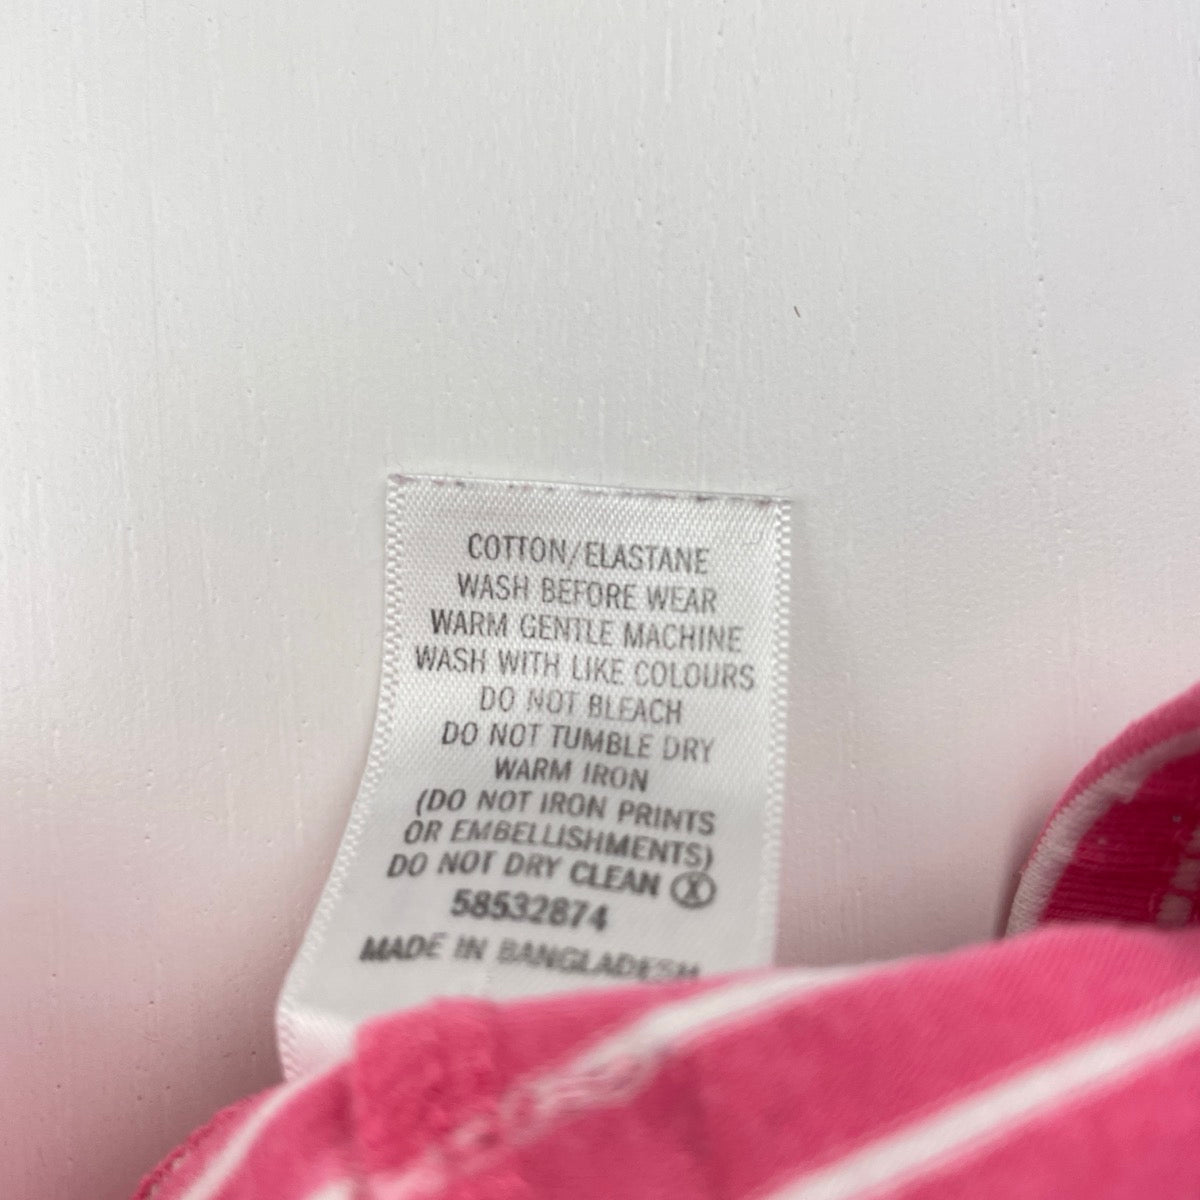 COTTON/ELASTANE
WASH BEFORE WEAR
WARM GENTLE MACHINE
WASH WITH LIKE COLOURS
DO NOT BLEACH
DO NOT TUMBLE DRY
WARM IRON
(DO NOT IRON PRINTS
OR EMBELLISHMENTS)
DO NOT DRY CLEAN Ⓧ
58532874
MADE IN BANGLADESH